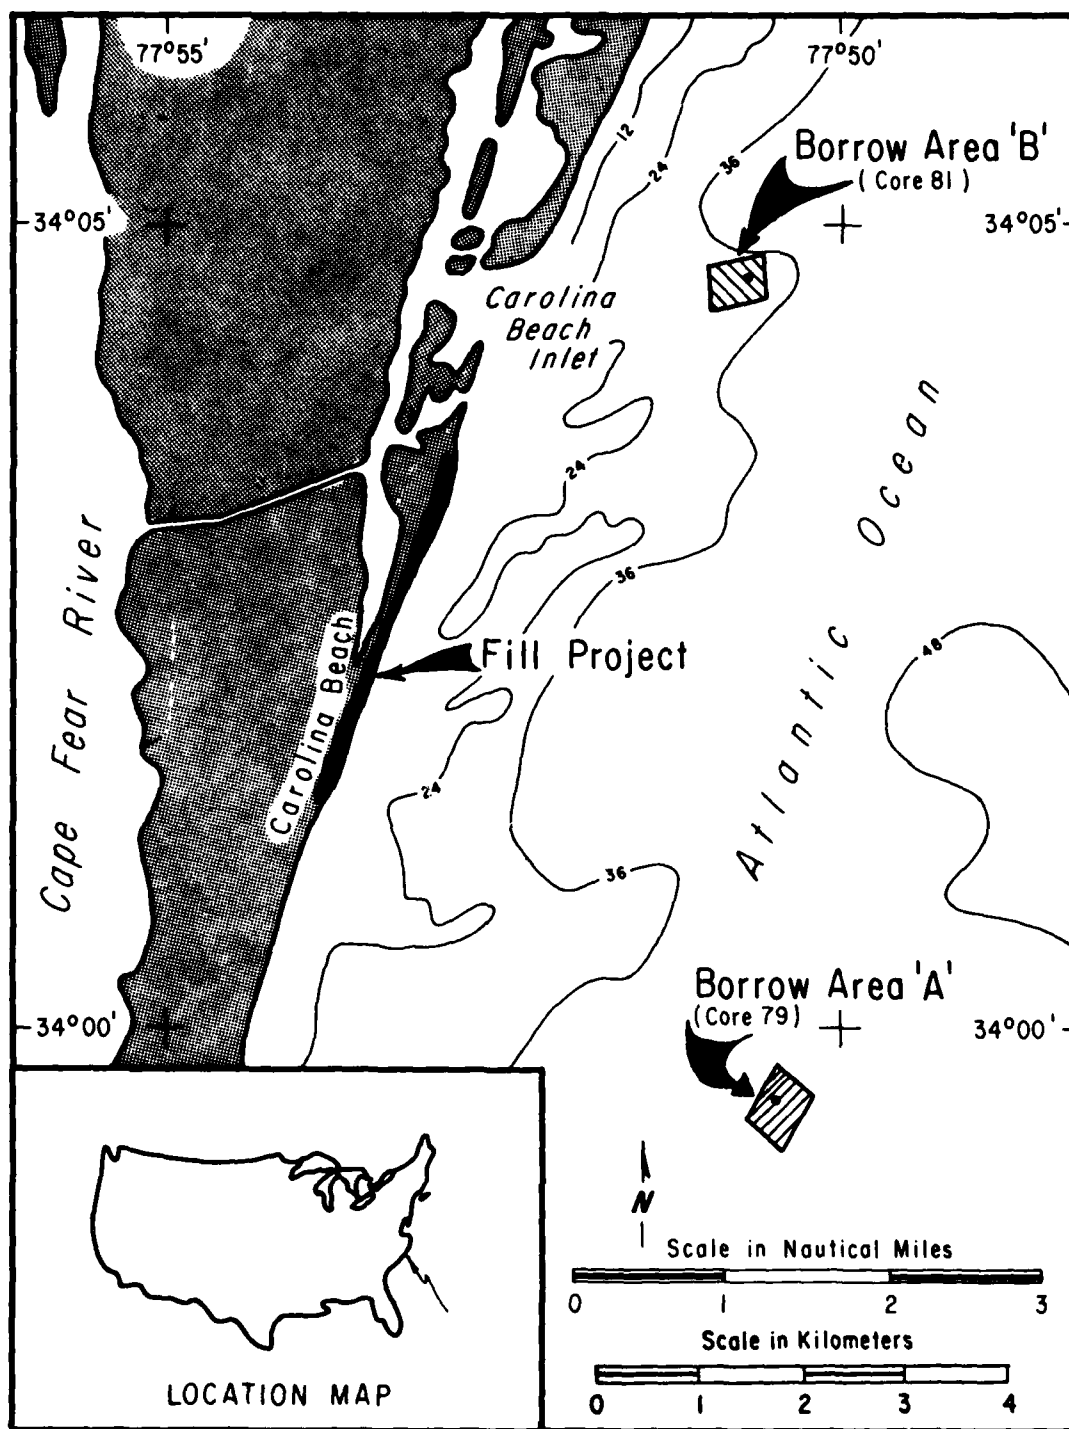 77°55'
77°50'
12
24
36
Borrow Area 'B'
(Core 81)
34°05'
34°05'
Carolina
Beach
Inlet
24
36
Atlantic Ocean
Cape Fear River
Carolina Beach
Fill Project
48
24
36
Borrow Area 'A'
(Core 79)
34°00'
34°00'
N
Scale in Nautical Miles
0 1 2 3
Scale in Kilometers
0 1 2 3 4
LOCATION MAP